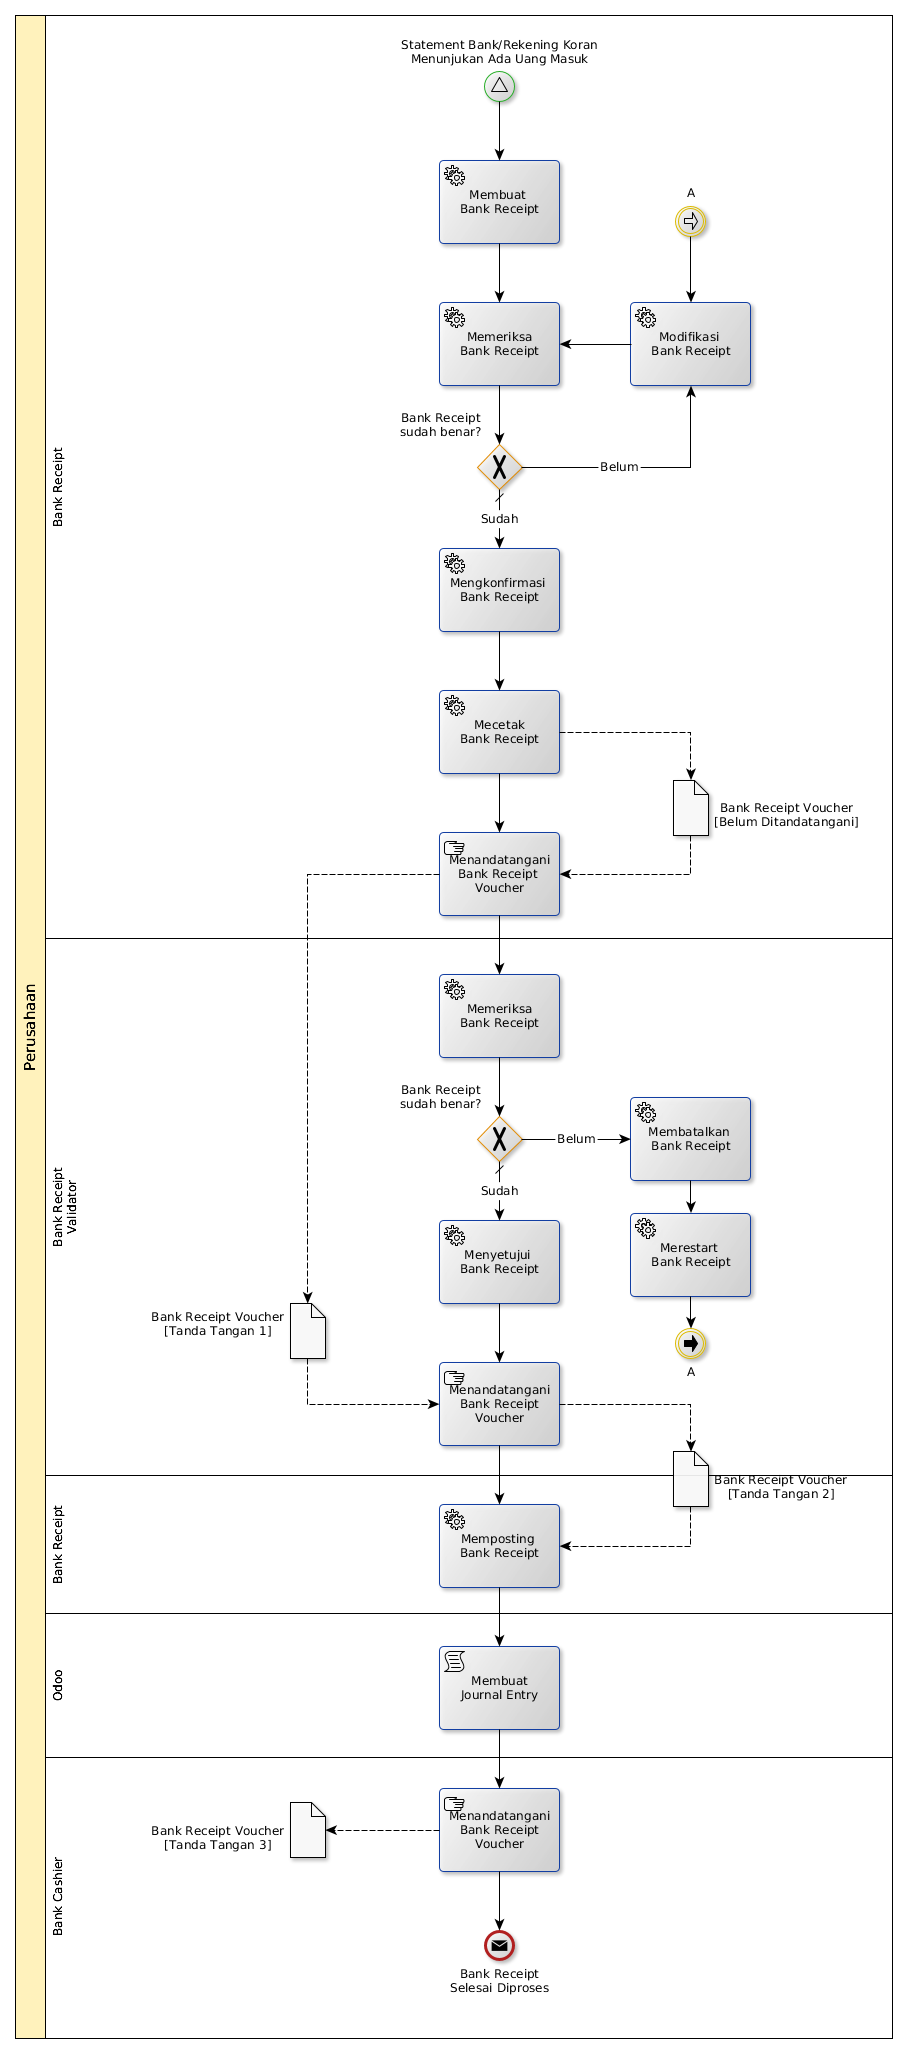 Statement Bank/Rekening Koran
Menunjukan Ada Uang Masuk
Membuat
Bank Receipt
A
Memeriksa
Bank Receipt
Modifikasi
Bank Receipt
Bank Receipt
sudah benar?
Belum
Sudah
Bank Receipt
Mengkonfirmasi
Bank Receipt
Mecetak
Bank Receipt
Bank Receipt Voucher
[Belum Ditandatangani]
Menandatangani
Bank Receipt
Voucher
Perusahaan
Memeriksa
Bank Receipt
Bank Receipt
sudah benar?
Belum
Membatalkan
Bank Receipt
Sudah
Bank Receipt
Validator
Menyetujui
Bank Receipt
Merestart
Bank Receipt
Bank Receipt Voucher
[Tanda Tangan 1]
A
Menandatangani
Bank Receipt
Voucher
Bank Receipt Voucher
[Tanda Tangan 2]
Bank Receipt
Memposting
Bank Receipt
Odoo
Membuat
Journal Entry
Bank Cashier
Menandatangani
Bank Receipt
Voucher
Bank Receipt Voucher
[Tanda Tangan 3]
Bank Receipt
Selesai Diproses